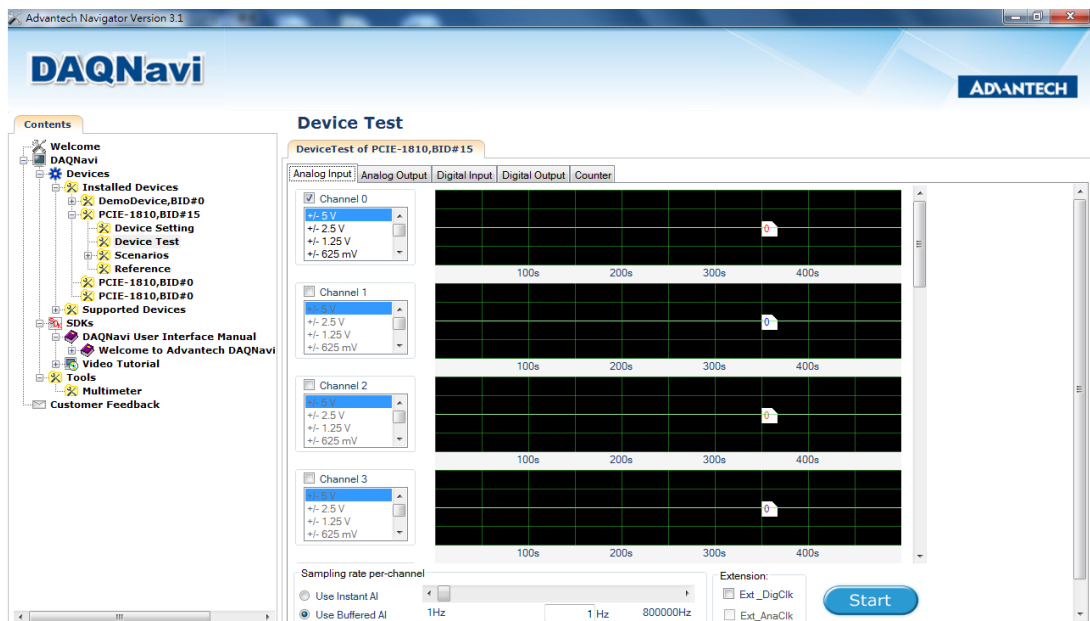 Advantech Navigator Version 3.1
DAQNavi
ADVANTECH
Contents
Welcome
DAQNavi
Devices
Installed Devices
DemoDevice,BID#0
PCIE-1810,BID#15
Device Setting
Device Test
Scenarios
Reference
PCIE-1810,BID#0
PCIE-1810,BID#0
Supported Devices
SDKs
DAQNavi User Interface Manual
Welcome to Advantech DAQNavi
Video Tutorial
Tools
Multimeter
Customer Feedback
Device Test
DeviceTest of PCIE-1810,BID#15
Analog Input Analog Output Digital Input Digital Output Counter
Channel 0
+/- 5 V
+/- 2.5 V
+/- 1.25 V
+/- 625 mV
0
100s 200s 300s 400s
Channel 1
+/- 5 V
+/- 2.5 V
+/- 1.25 V
+/- 625 mV
0
100s 200s 300s 400s
Channel 2
+/- 5 V
+/- 2.5 V
+/- 1.25 V
+/- 625 mV
0
100s 200s 300s 400s
Channel 3
+/- 5 V
+/- 2.5 V
+/- 1.25 V
+/- 625 mV
0
100s 200s 300s 400s
Sampling rate per-channel
Use Instant AI
Use Buffered AI
1Hz 1 Hz 800000Hz
Extension:
Ext _DigClk
Ext_AnaClk
Start